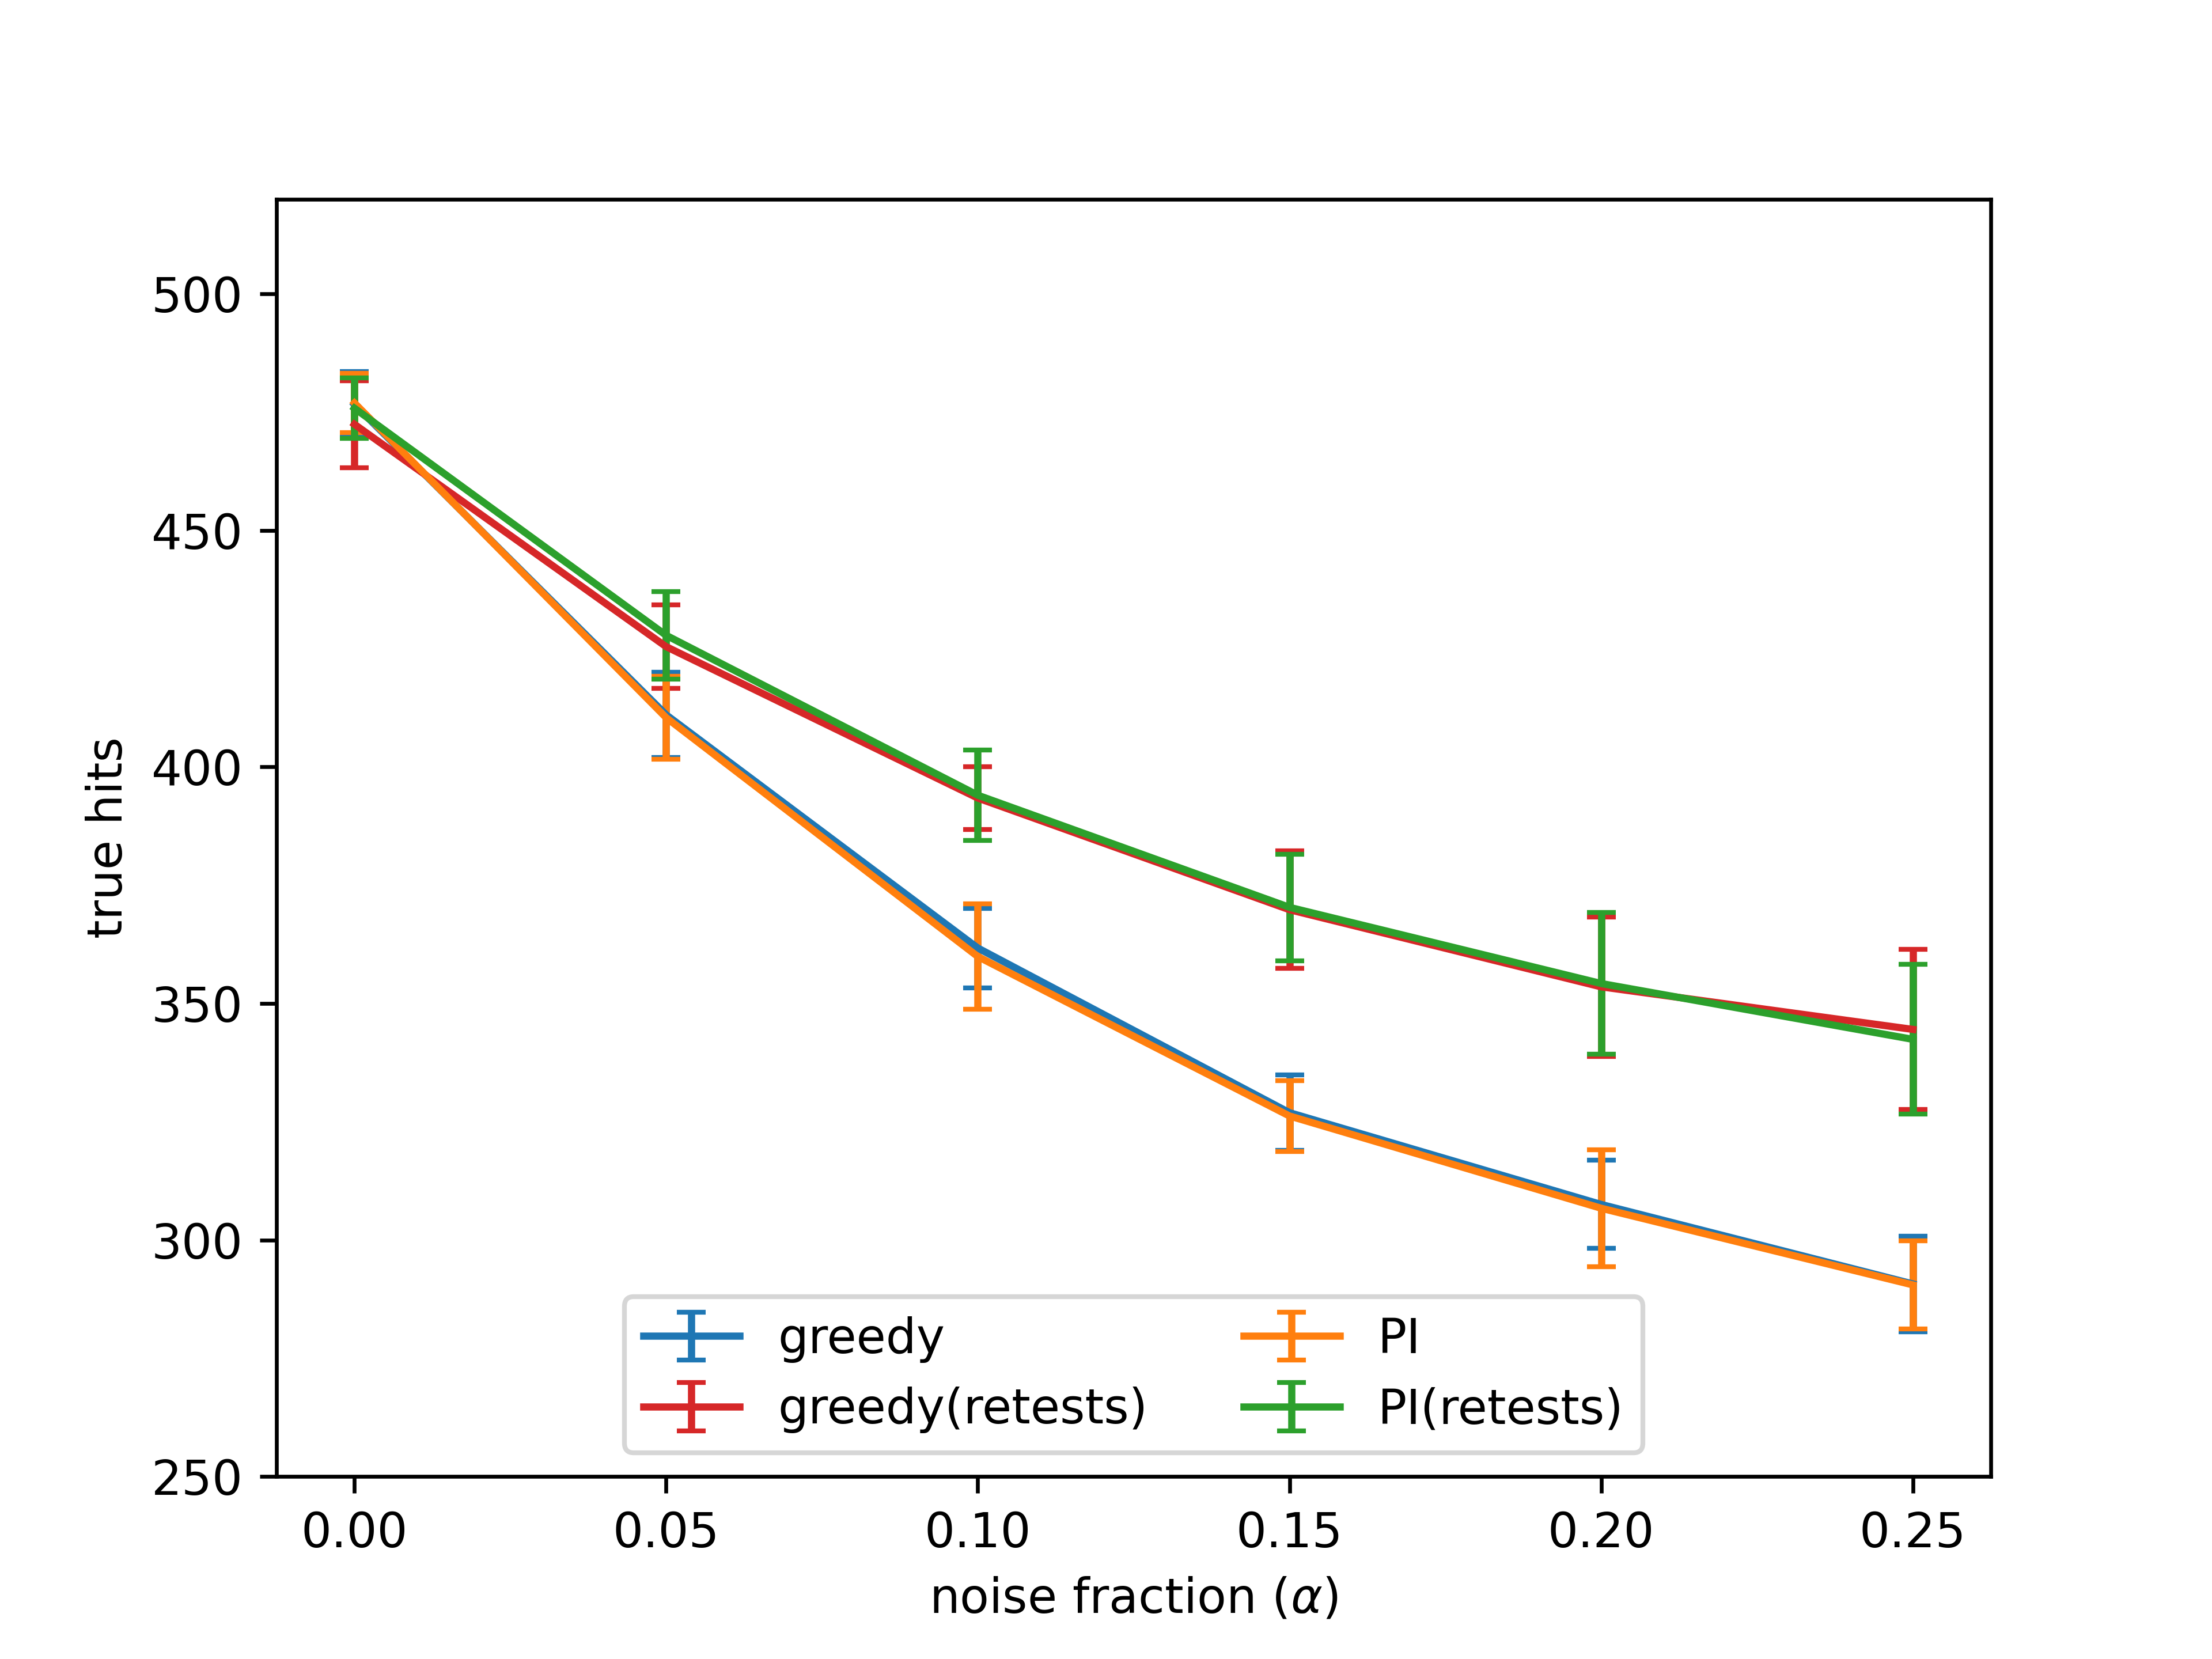 500
450
400
350
300
250
true hits
greedy
greedy(retests)
PI
PI(retests)
0.00 0.05 0.10 0.15 0.20 0.25
noise fraction (α)